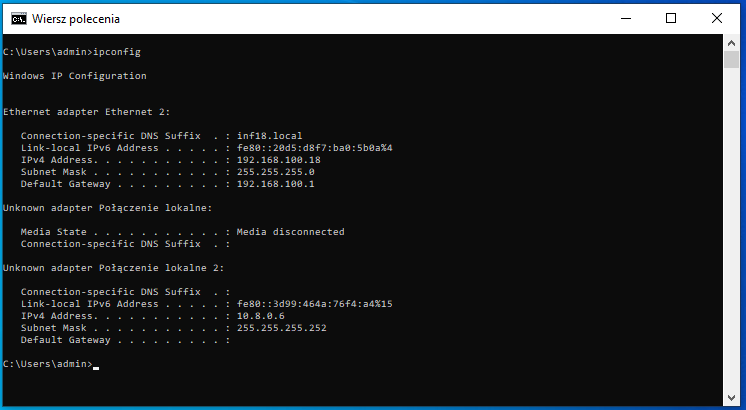 Wiersz polecenia
C:\Users\admin>ipconfig
Windows IP Configuration
Ethernet adapter Ethernet 2:
Connection-specific DNS Suffix  . : inf18.local
Link-local IPv6 Address . . . . . : fe80::20d5:d8f7:ba0:5b0a%4
IPv4 Address. . . . . . . . . . . : 192.168.100.18
Subnet Mask . . . . . . . . . . . : 255.255.255.0
Default Gateway . . . . . . . . . : 192.168.100.1
Unknown adapter Połączenie lokalne:
Media State . . . . . . . . . . . : Media disconnected
Connection-specific DNS Suffix  . :
Unknown adapter Połączenie lokalne 2:
Connection-specific DNS Suffix  . :
Link-local IPv6 Address . . . . . : fe80::3d99:464a:76f4:a4%15
IPv4 Address. . . . . . . . . . . : 10.8.0.6
Subnet Mask . . . . . . . . . . . : 255.255.255.252
Default Gateway . . . . . . . . . :
C:\Users\admin>